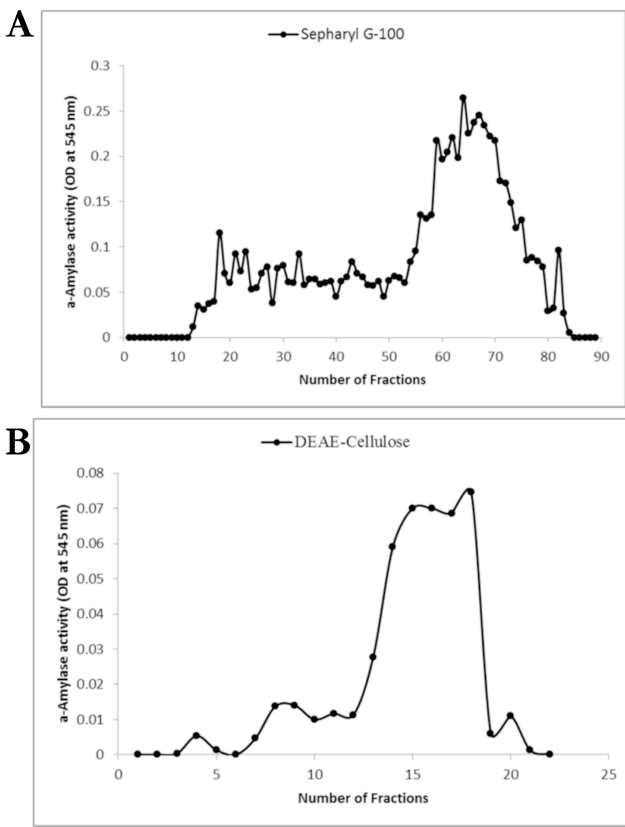 A
Sepharyl G-100
a-Amylase activity (OD at 545 nm)
0.3
0.25
0.2
0.15
0.1
0.05
0
0 10 20 30 40 50 60 70 80 90
Number of Fractions
B
DEAE-Cellulose
a-Amylase activity (OD at 545 nm)
0.08
0.07
0.06
0.05
0.04
0.03
0.02
0.01
0
0 5 10 15 20 25
Number of Fractions